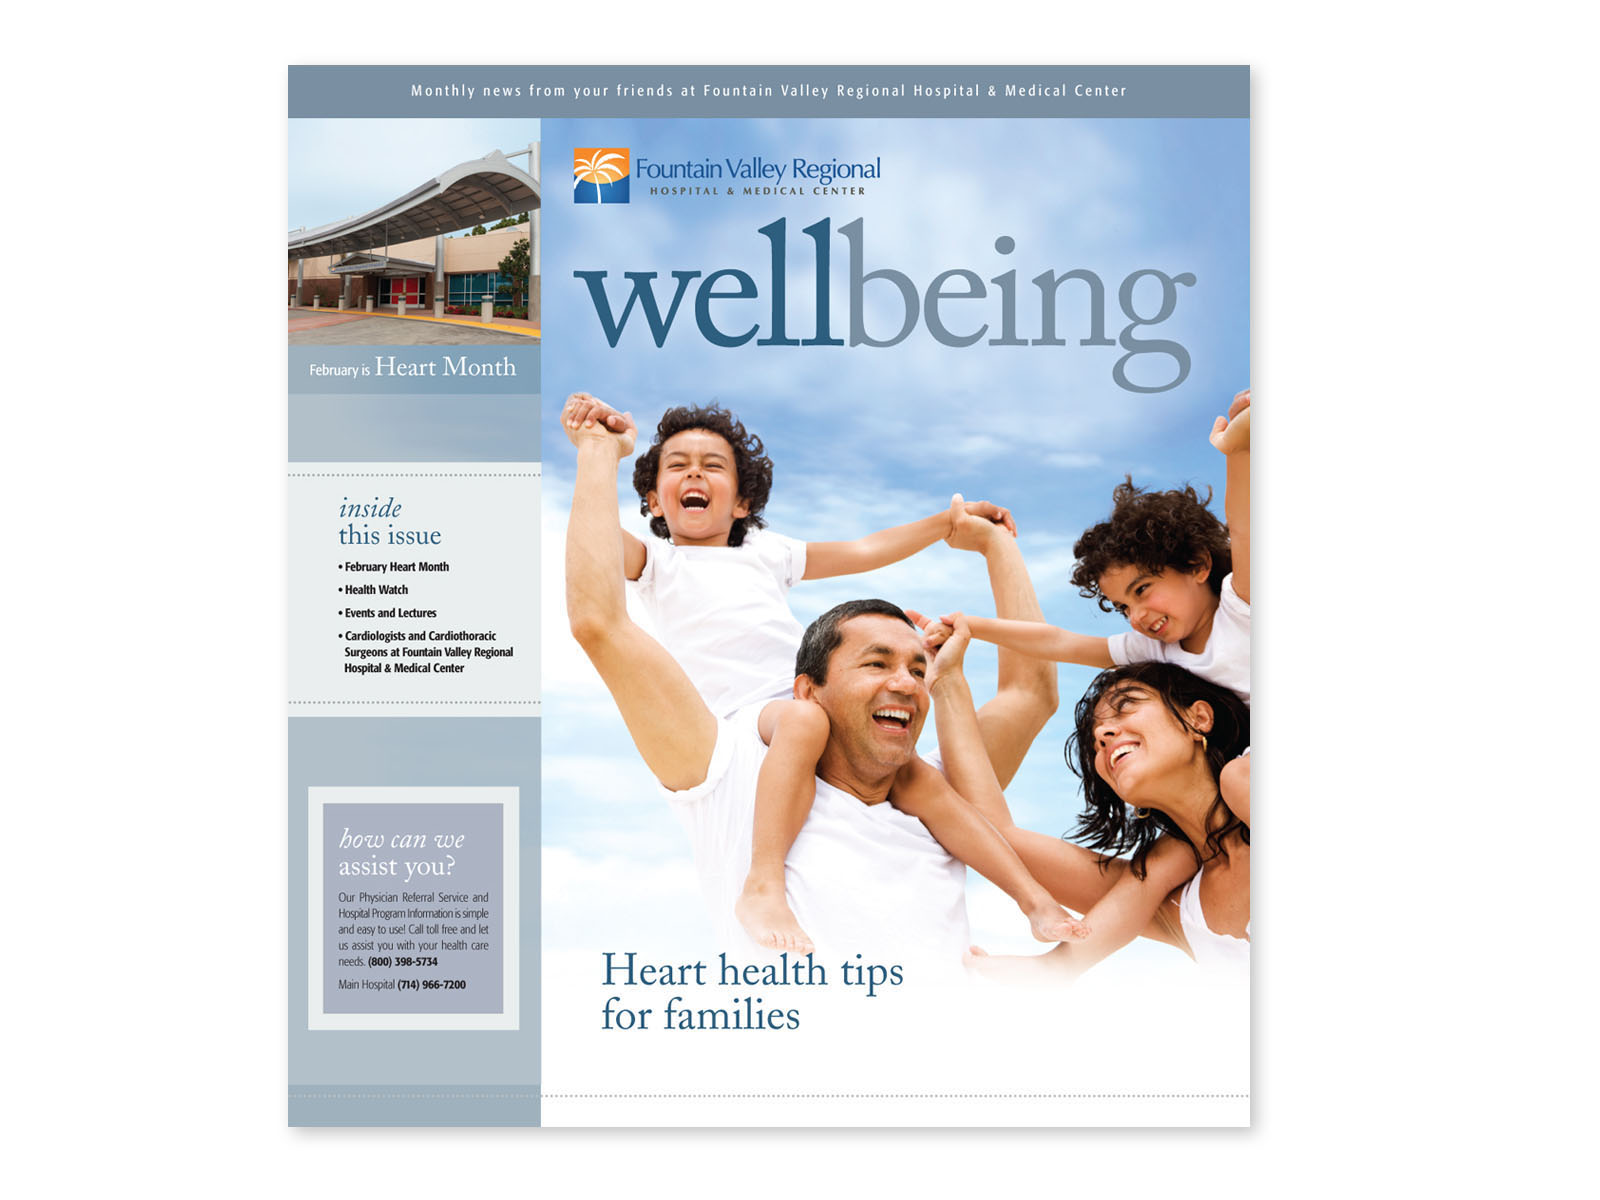 Monthly news from your friends at Fountain Valley Regional Hospital & Medical Center
Fountain Valley Regional
HOSPITAL & MEDICAL CENTER
wellbeing
February is Heart Month
inside
this issue
• February Heart Month
• Health Watch
• Events and Lectures
• Cardiologists and Cardiothoracic
Surgeons at Fountain Valley Regional
Hospital & Medical Center
how can we
assist you?
Our Physician Referral Service and
Hospital Program Information is simple
and easy to use! Call toll free and let
us assist you with your health care
needs. (800) 398-5734
Main Hospital (714) 966-7200
Heart health tips
for families